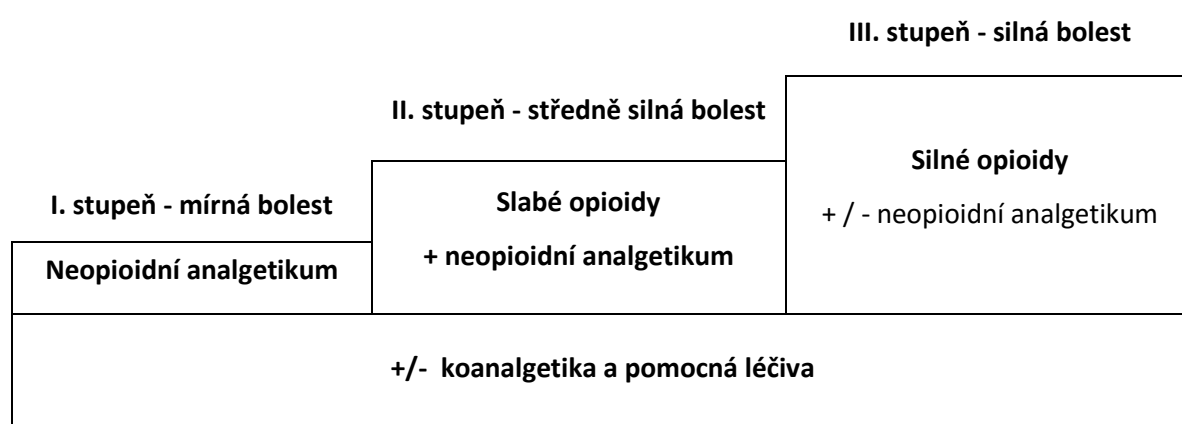 III. stupeň - silná bolest
II. stupeň - středně silná bolest
Silné opioidy
+ / - neopioidní analgetikum
I. stupeň - mírná bolest
Slabé opioidy
+ neopioidní analgetikum
Neopioidní analgetikum
+/- koanalgetika a pomocná léčiva